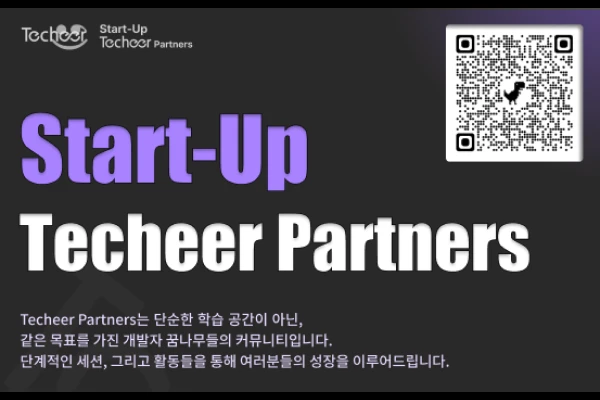 Techeer
Start-Up
Techeer Partners
Start-Up
Techeer Partners
Techeer Partners는 단순한 학습 공간이 아닌,
같은 목표를 가진 개발자 꿈나무들의 커뮤니티입니다.
단계적인 세션, 그리고 활동들을 통해 여러분들의 성장을 이루어드립니다.